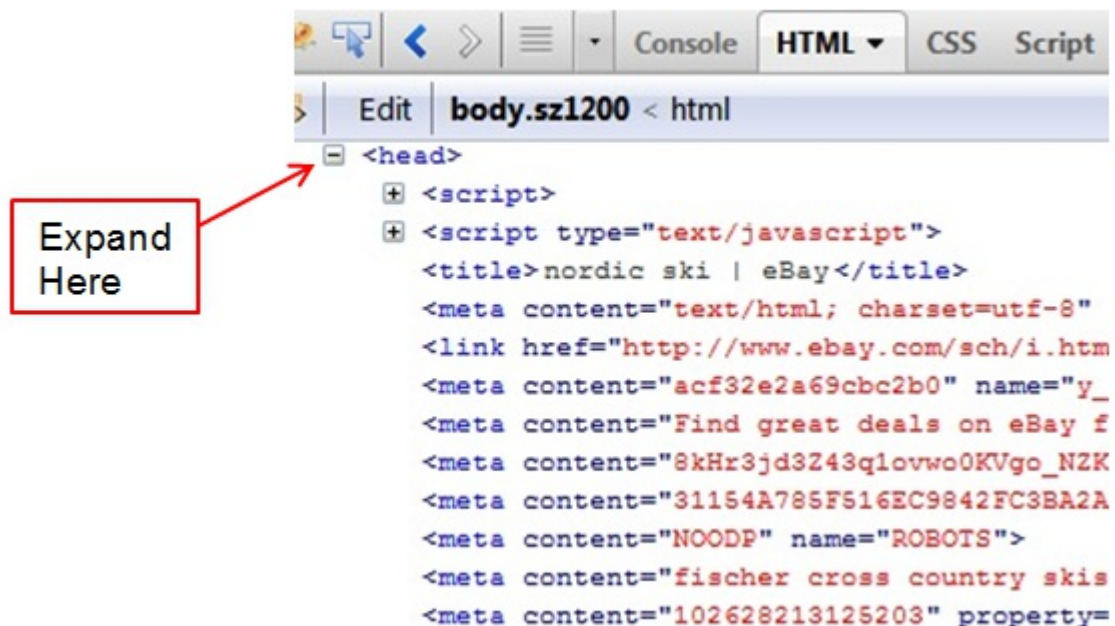 Console HTML CSS Script
Edit body.sz1200 < html
<head>
<script>
<script type="text/javascript">
Expand
Here
<title>nordic ski | eBay</title>
<meta content="text/html; charset=utf-8"
<link href="http://www.ebay.com/sch/i.htm
<meta content="acf32e2a69cbc2b0" name="y_
<meta content="Find great deals on eBay f
<meta content="8kHr3jd3Z43q1ovwo0KVgo_NZK
<meta content="31154A785F516EC9842FC3BA2A
<meta content="NOODP" name="ROBOTS">
<meta content="fischer cross country skis
<meta content="102628213125203" property=